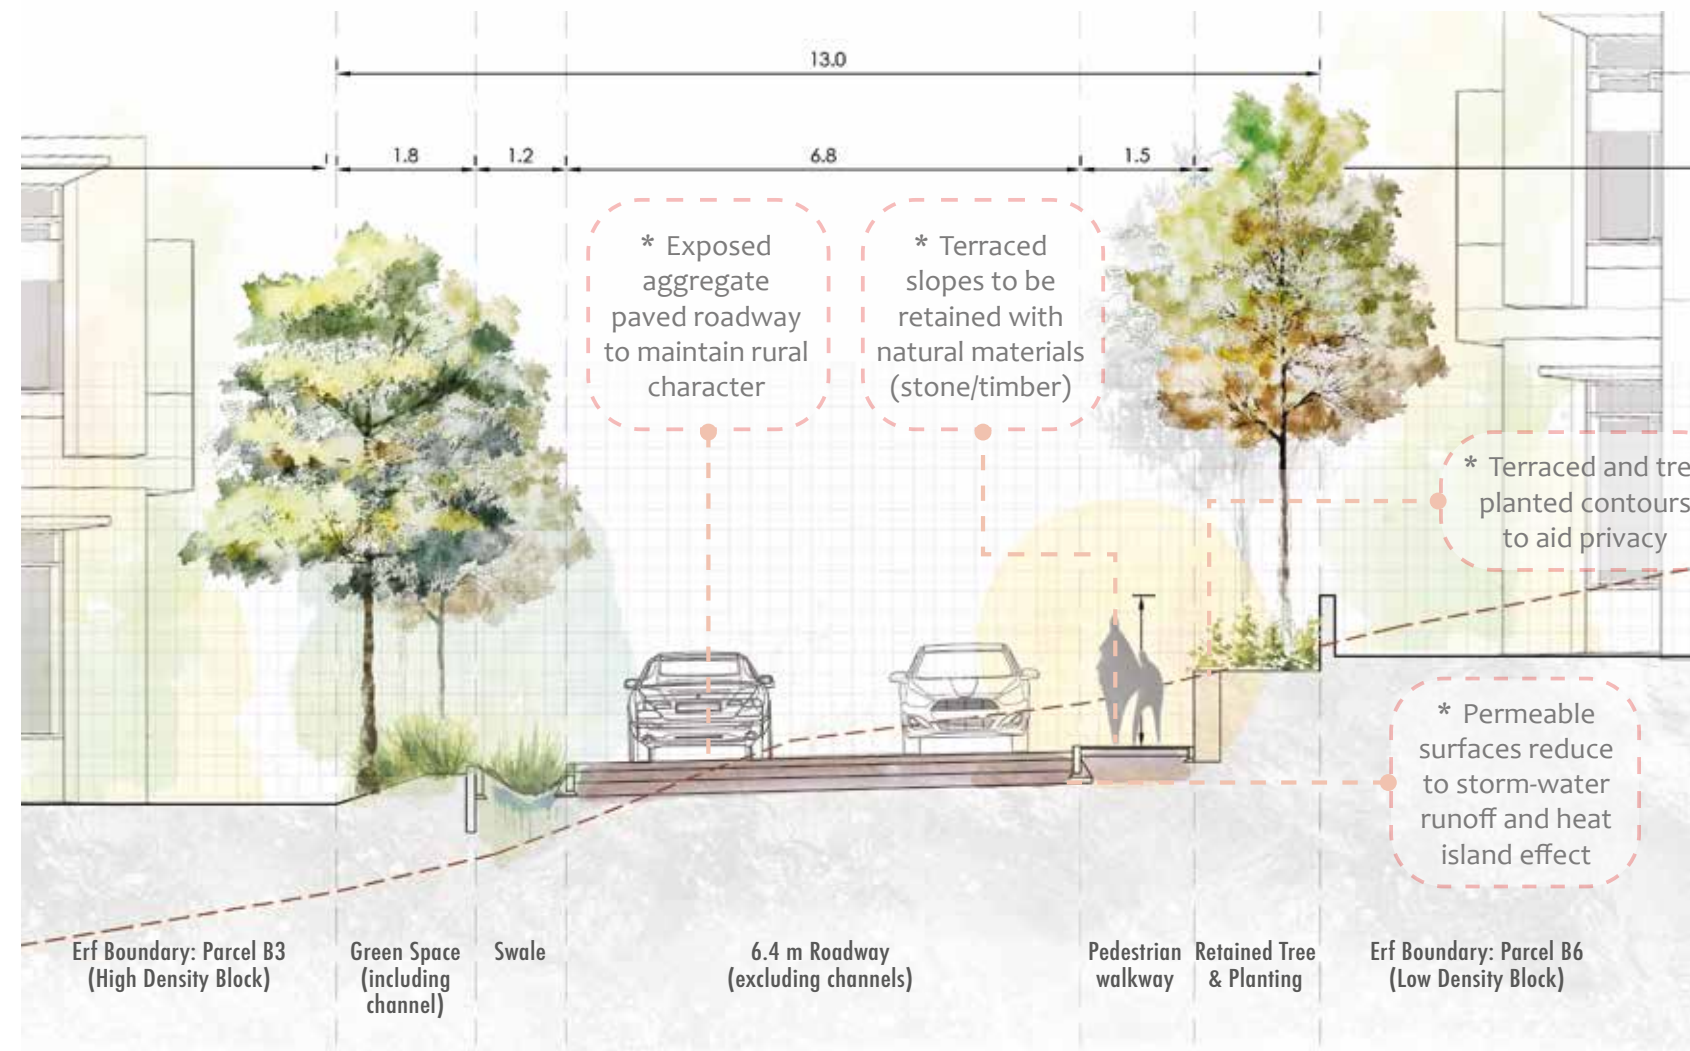 13.0
1.8
1.2
6.8
1.5
* Exposed
aggregate
paved roadway
to maintain rural
character
* Terraced
slopes to be
retained with
natural materials
(stone/timber)
* Terraced and tre
planted contours
to aid privacy
* Permeable
surfaces reduce
to storm-water
runoff and heat
island effect
Erf Boundary: Parcel B3
(High Density Block)
Green Space
(including
channel)
Swale
6.4 m Roadway
(excluding channels)
Pedestrian
walkway
Retained Tree
& Planting
Erf Boundary: Parcel B6
(Low Density Block)